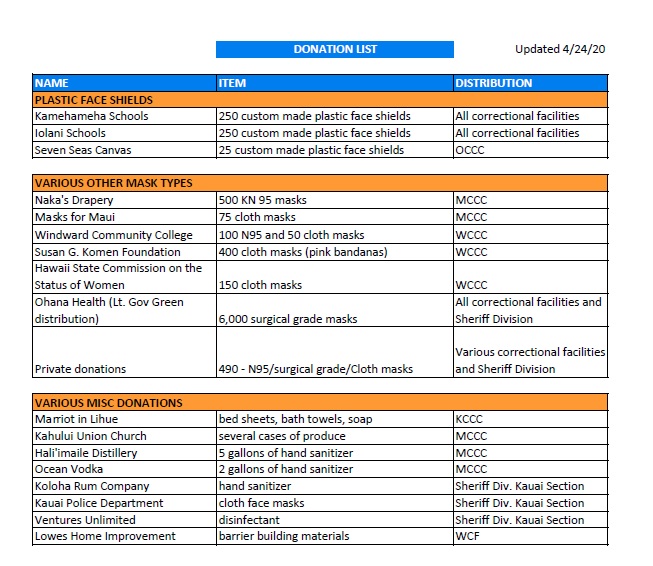 DONATION LIST Updated 4/24/20
NAME ITEM DISTRIBUTION
PLASTIC FACE SHIELDS
Kamehameha Schools 250 custom made plastic face shields All correctional facilities
Iolani Schools 250 custom made plastic face shields All correctional facilities
Seven Seas Canvas 25 custom made plastic face shields OCCC
VARIOUS OTHER MASK TYPES
Naka's Drapery 500 KN 95 masks MCCC
Masks for Maui 75 cloth masks MCCC
Windward Community College 100 N95 and 50 cloth masks WCCC
Susan G. Komen Foundation 400 cloth masks (pink bandanas) WCCC
Hawaii State Commission on the
Status of Women 150 cloth masks WCCC
Ohana Health (Lt. Gov Green All correctional facilities and
distribution) 6,000 surgical grade masks Sheriff Division
Various correctional facilities
Private donations 490 - N95/surgical grade/Cloth masks and Sheriff Division
VARIOUS MISC DONATIONS
Marriot in Lihue bed sheets, bath towels, soap KCCC
Kahului Union Church several cases of produce MCCC
Hali'imaile Distillery 5 gallons of hand sanitizer MCCC
Ocean Vodka 2 gallons of hand sanitizer MCCC
Koloha Rum Company hand sanitizer Sheriff Div. Kauai Section
Kauai Police Department cloth face masks Sheriff Div. Kauai Section
Ventures Unlimited disinfectant Sheriff Div. Kauai Section
Lowes Home Improvement barrier building materials WCF